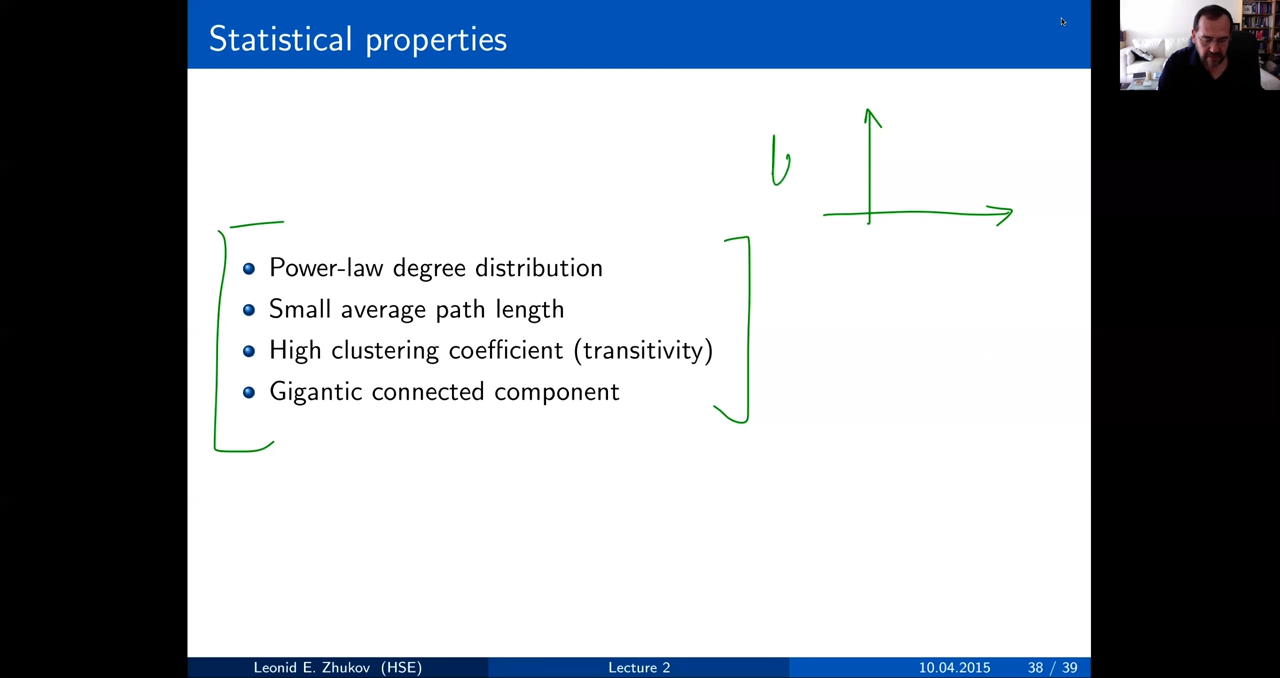 Statistical properties
Power-law degree distribution
Small average path length
High clustering coefficient (transitivity)
Gigantic connected component
Leonid E. Zhukov (HSE) Lecture 2 10.04.2015 38 / 39